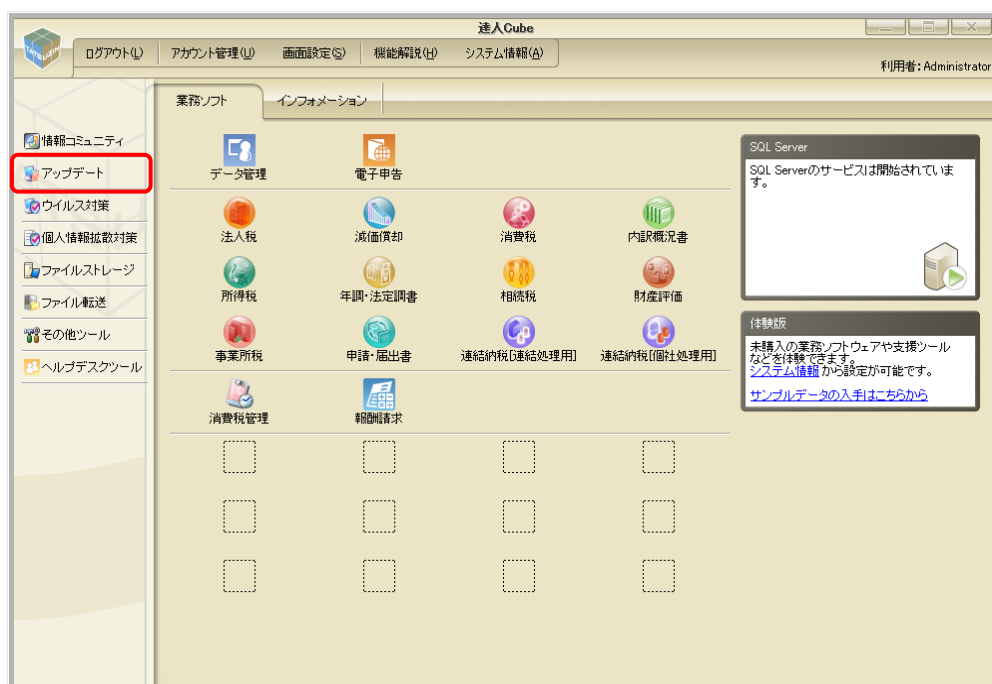 達人Cube
ログアウト(L) アカウント管理(U) 画面設定(S) 機能解説(H) システム情報(A)
利用者：Administrator
業務ソフト インフォメーション
情報コミュニティ
アップデート
ウイルス対策
個人情報拡散対策
ファイルストレージ
ファイル転送
その他ツール
ヘルプデスクツール
データ管理 電子申告
法人税 減価償却 消費税 内訳概況書
所得税 年調・法定調書 相続税 財産評価
事業所税 申請・届出書 連結納税[連結処理用] 連結納税[個社処理用]
消費税管理 報酬請求
SQL Server
SQL Serverのサービスは開始されていま
す。
体験版
未購入の業務ソフトウェアや支援ツール
などを体験できます。
システム情報から設定が可能です。
サンプルデータの入手はこちらから